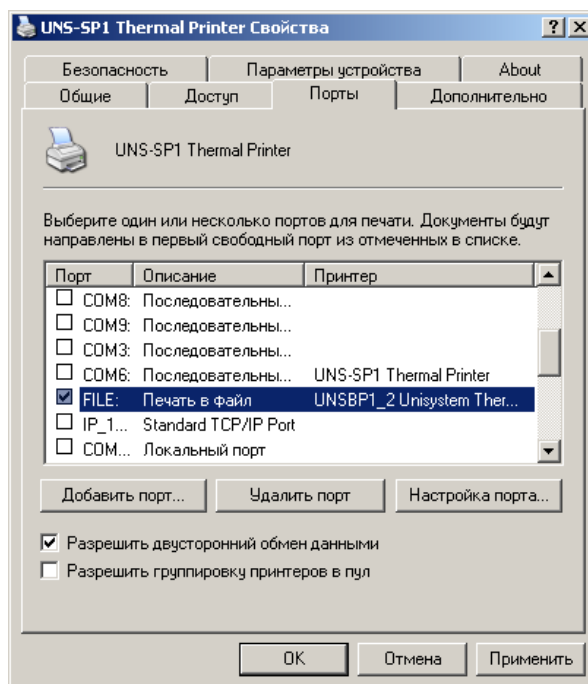 UNS-SP1 Thermal Printer Свойства
Безопасность Параметры устройства About
Общие Доступ Порты Дополнительно
UNS-SP1 Thermal Printer
Выберите один или несколько портов для печати. Документы будут
направлены в первый свободный порт из отмеченных в списке.
Порт Описание Принтер
COM8: Последовательны...
COM9: Последовательны...
COM3: Последовательны...
COM6: Последовательны... UNS-SP1 Thermal Printer
FILE: Печать в файл UNSBP1_2 Unisystem Ther...
IP_1... Standard TCP/IP Port
COM... Локальный порт
Добавить порт... Удалить порт Настройка порта...
Разрешить двусторонний обмен данными
Разрешить группировку принтеров в пул
OK Отмена Применить